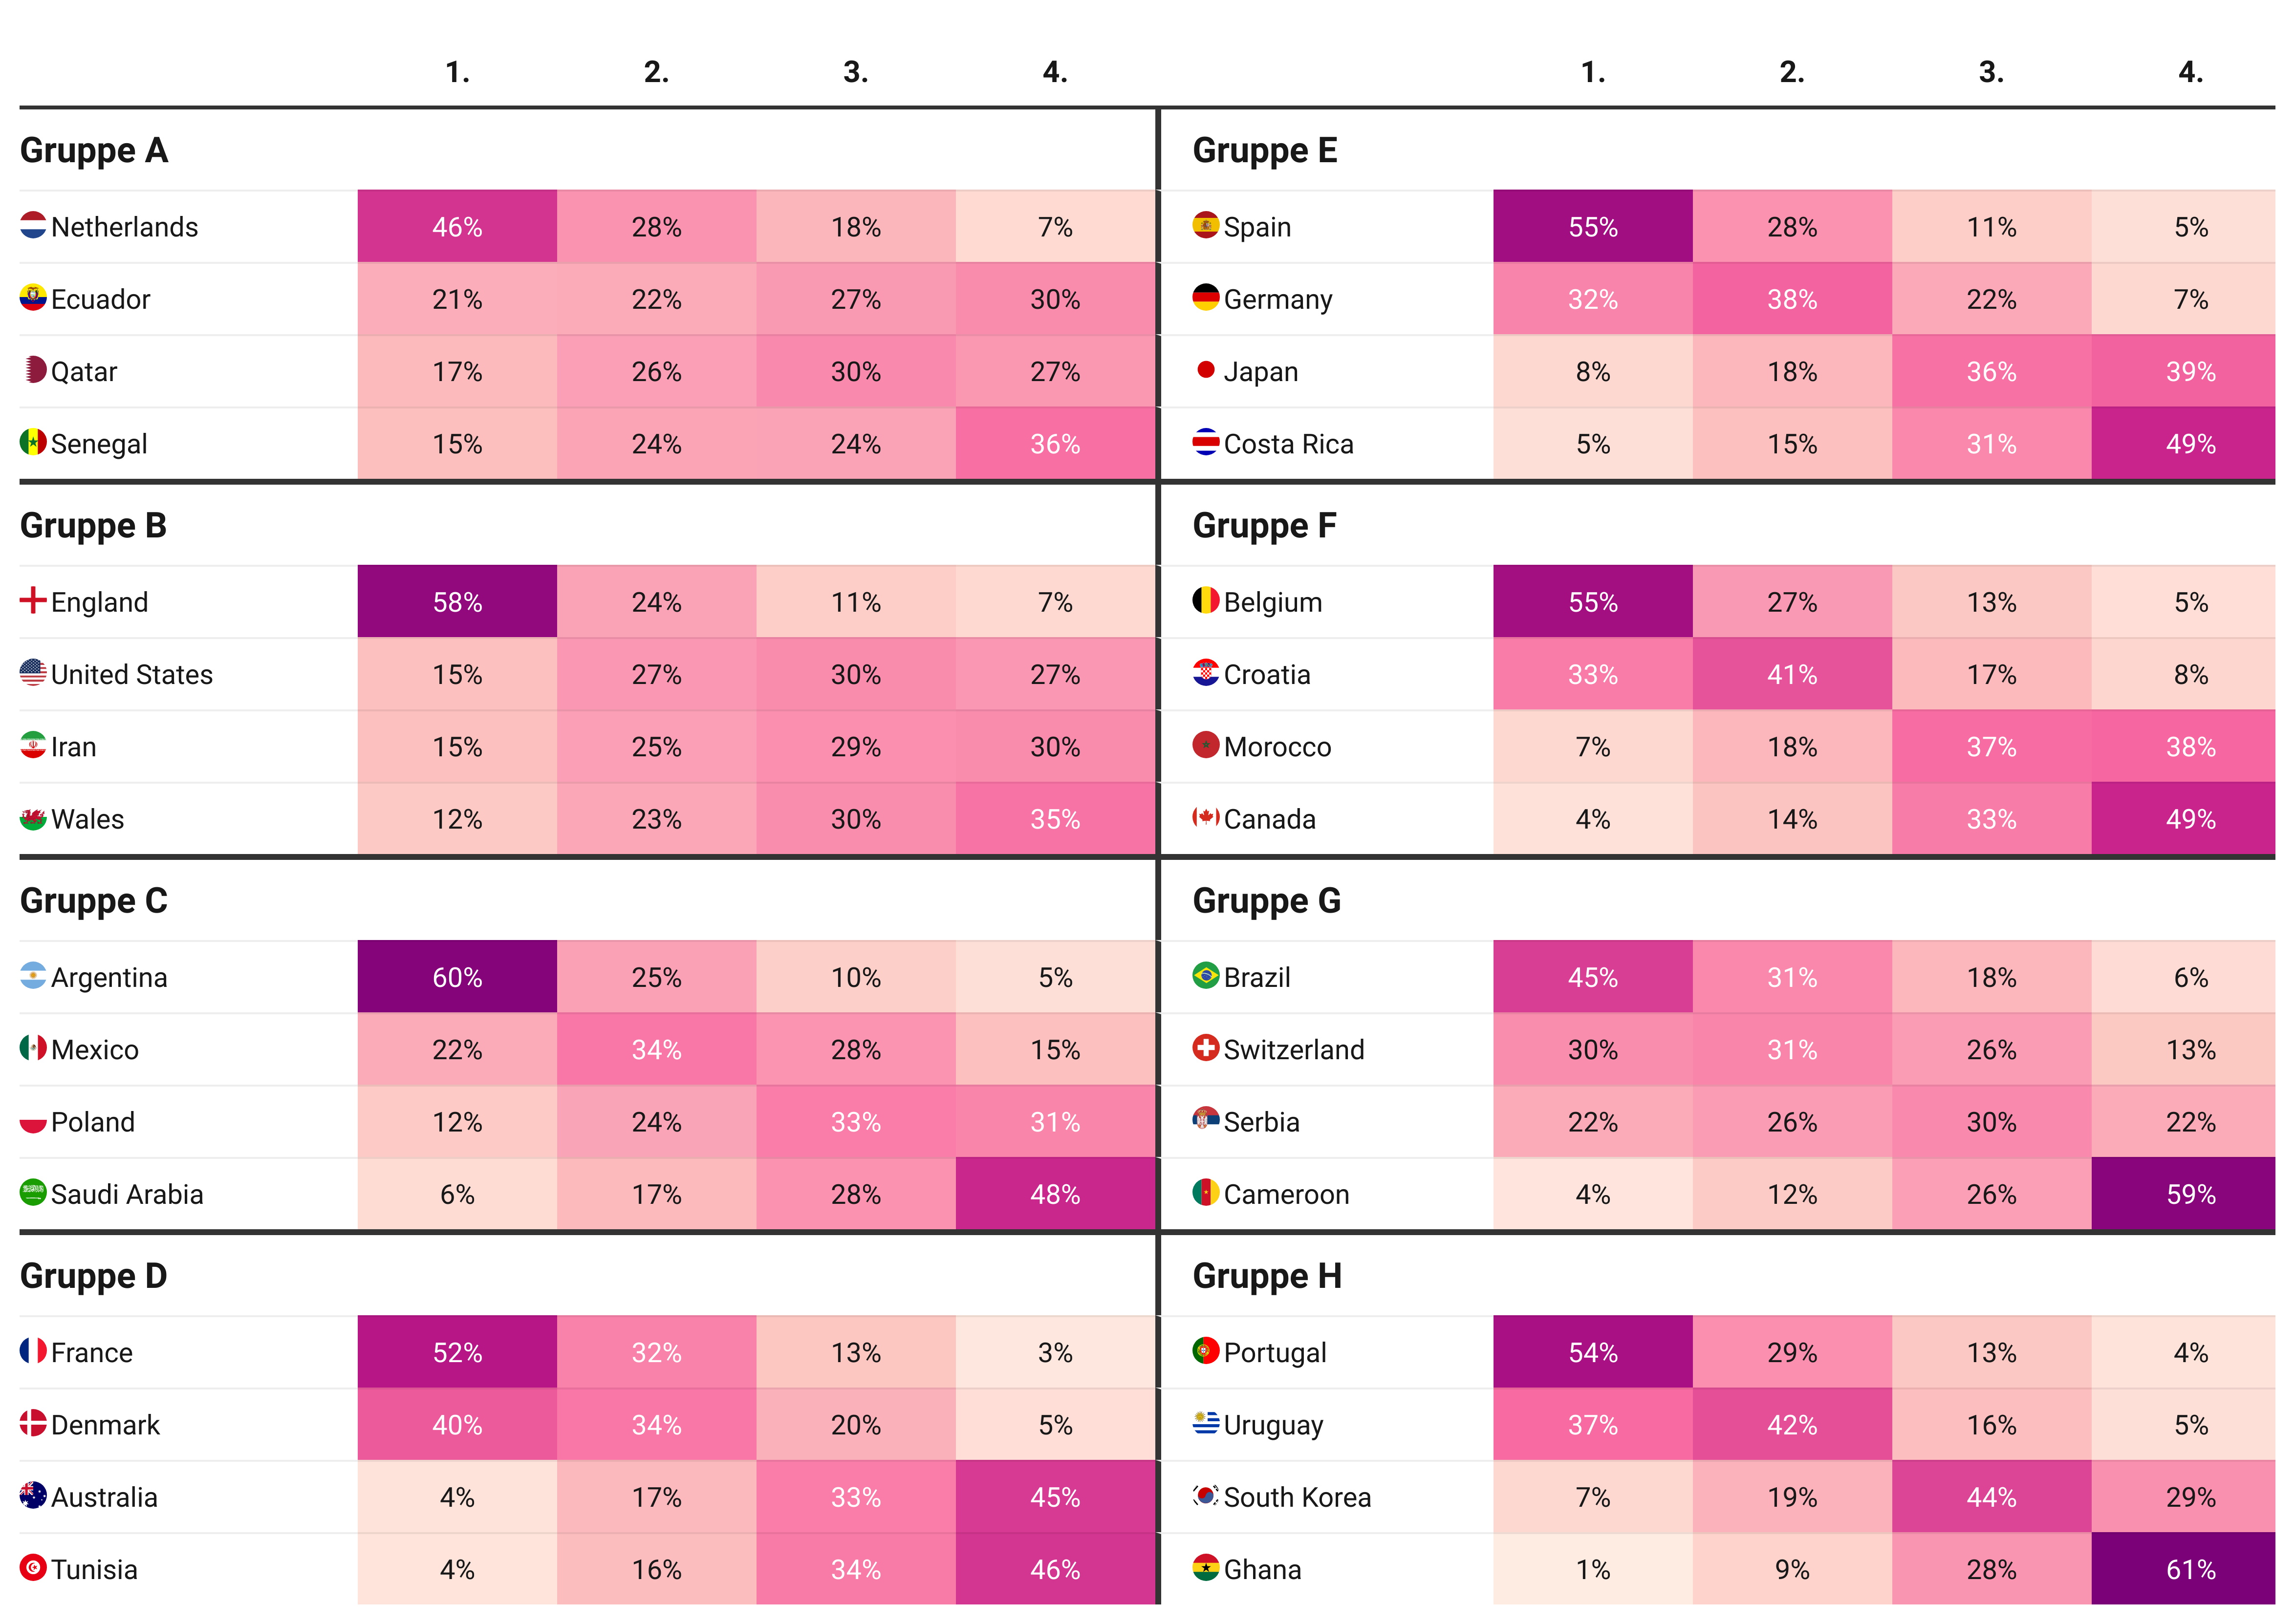 1. 2. 3. 4.
Gruppe A
Netherlands 46% 28% 18% 7%
Ecuador 21% 22% 27% 30%
Qatar 17% 26% 30% 27%
Senegal 15% 24% 24% 36%
Gruppe B
England 58% 24% 11% 7%
United States 15% 27% 30% 27%
Iran 15% 25% 29% 30%
Wales 12% 23% 30% 35%
Gruppe C
Argentina 60% 25% 10% 5%
Mexico 22% 34% 28% 15%
Poland 12% 24% 33% 31%
Saudi Arabia 6% 17% 28% 48%
Gruppe D
France 52% 32% 13% 3%
Denmark 40% 34% 20% 5%
Australia 4% 17% 33% 45%
Tunisia 4% 16% 34% 46%
1. 2. 3. 4.
Gruppe E
Spain 55% 28% 11% 5%
Germany 32% 38% 22% 7%
Japan 8% 18% 36% 39%
Costa Rica 5% 15% 31% 49%
Gruppe F
Belgium 55% 27% 13% 5%
Croatia 33% 41% 17% 8%
Morocco 7% 18% 37% 38%
Canada 4% 14% 33% 49%
Gruppe G
Brazil 45% 31% 18% 6%
Switzerland 30% 31% 26% 13%
Serbia 22% 26% 30% 22%
Cameroon 4% 12% 26% 59%
Gruppe H
Portugal 54% 29% 13% 4%
Uruguay 37% 42% 16% 5%
South Korea 7% 19% 44% 29%
Ghana 1% 9% 28% 61%